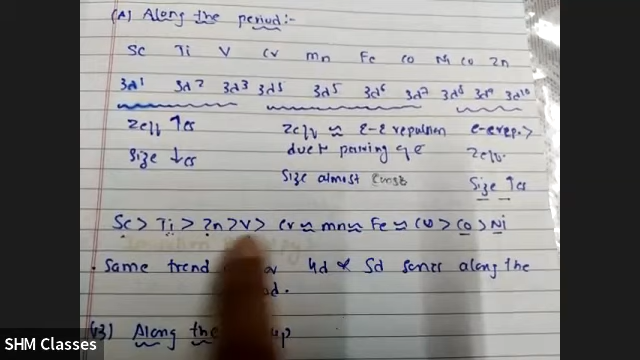 (A) Along the period:-
Sc Ti V Cr mn Fe Co Ni Co Zn
3d1 3d2 3d3 3d5 3d5 3d6 3d7 3d8 3d9 3d10
Zeff ↑es Zeff ≈ e-e repulsion e-e rep. >
Size ↓es due to pairing of e Zeff.
Size almost const Size ↑es
Sc > Ti > Zn > V > Cr ≈ mn ≈ Fe ≈ Cu > Co > Ni
. Same trend 4d & 5d series along the
(B) Along the
SHM Classes